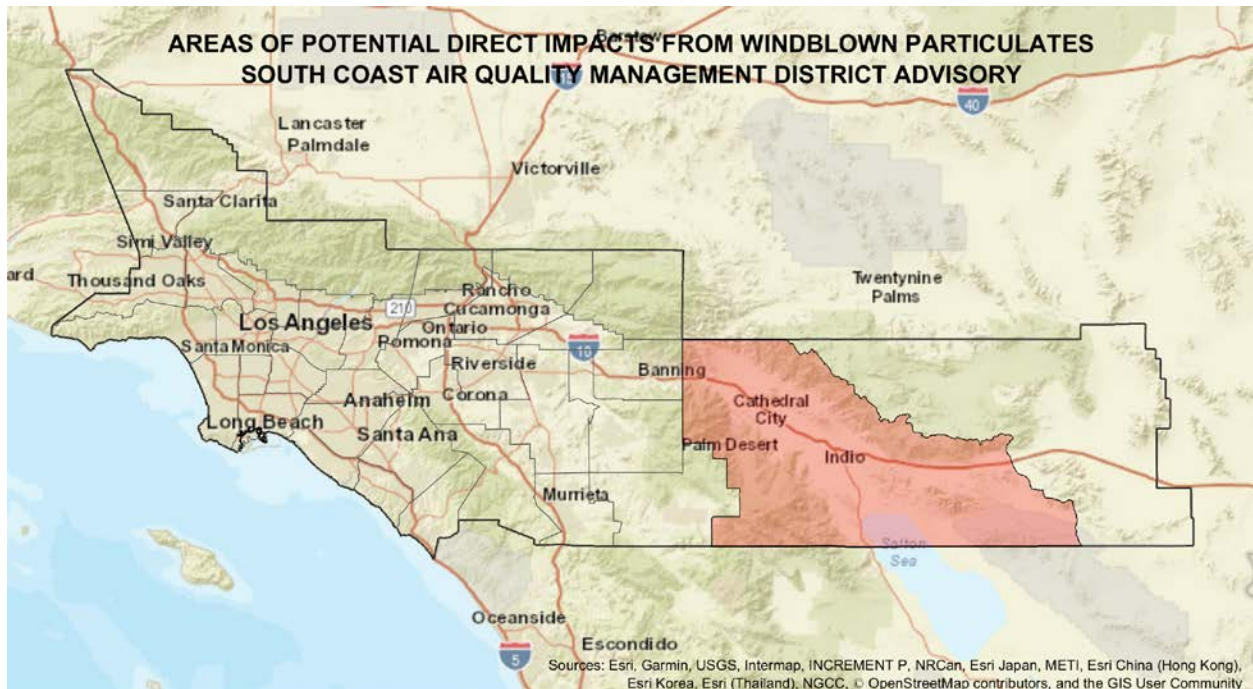 AREAS OF POTENTIAL DIRECT IMPACTS FROM WINDBLOWN PARTICULATES
Barstow
SOUTH COAST AIR QUALITY MANAGEMENT DISTRICT ADVISORY
15
40
Lancaster
Palmdale
Victorville
Santa Clarita
Simi Valley
ard
Thousand Oaks
Twentynine
Palms
Rancho
Cucamonga
210
Los Angeles
Ontario
Pomona
Santa Monica
10
Riverside
Banning
Corona
Anaheim
Cathedral
City
Long Beach
Santa Ana
Palm Desert
Indio
Murrieta
Salton
Sea
Oceanside
Escondido
5
Sources: Esri, Garmin, USGS, Intermap, INCREMENT P, NRCan, Esri Japan, METI, Esri China (Hong Kong),
Esri Korea, Esri (Thailand), NGCC, © OpenStreetMap contributors, and the GIS User Community